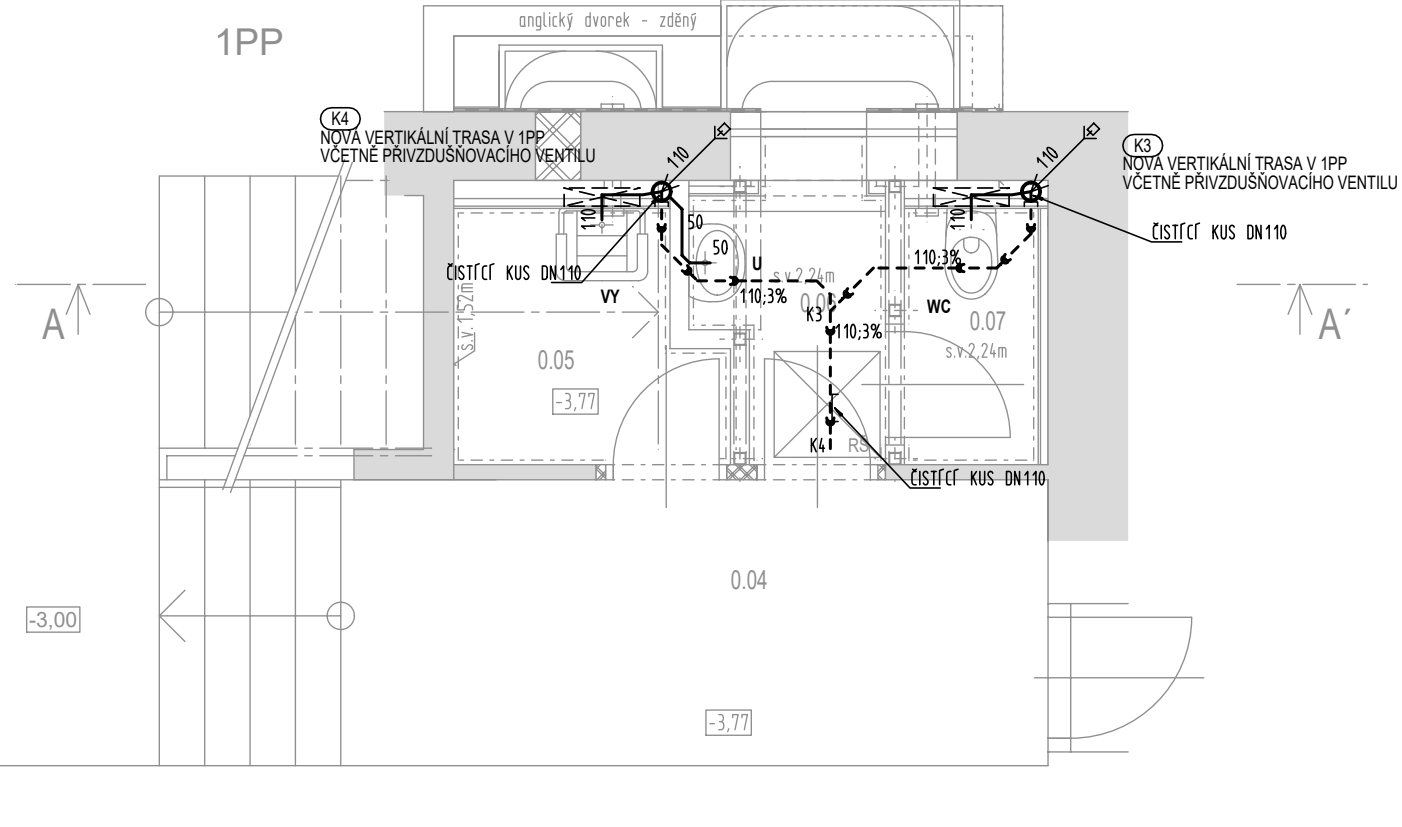 anglický dvorek - zděný
1PP
K4
NOVÁ VERTIKÁLNÍ TRASA V 1PP
VČETNĚ PŘIVZDUŠŇOVACÍHO VENTILU
110
110
K3
NOVÁ VERTIKÁLNÍ TRASA V 1PP
VČETNĚ PŘIVZDUŠŇOVACÍHO VENTILU
110
50
110
ČISTÍCÍ KUS DN110
50
U
110;3%
ČISTÍCÍ KUS DN110
s.v.2,24m
VY
110;3%
0.06
WC
K3
A
s.v. 1,52m
110;3%
0.07
A´
s.v.2,24m
0.05
-3,77
K4
RŠ
ČISTÍCÍ KUS DN110
0.04
-3,00
-3,77